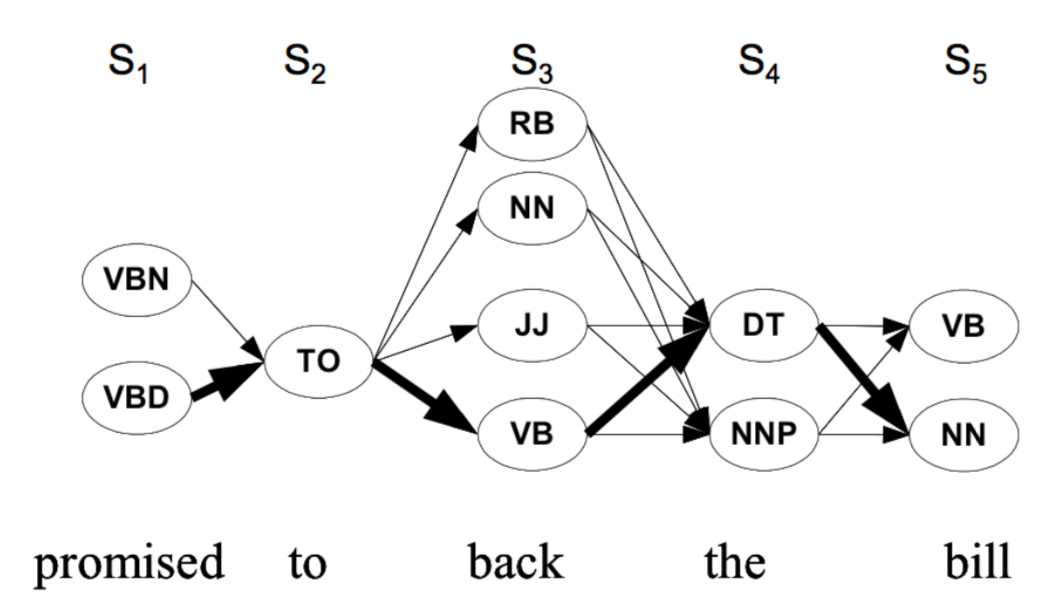 S1 S2 S3 S4 S5
RB
NN
VBN
JJ DT VB
TO
VBD
VB NNP NN
promised to back the bill